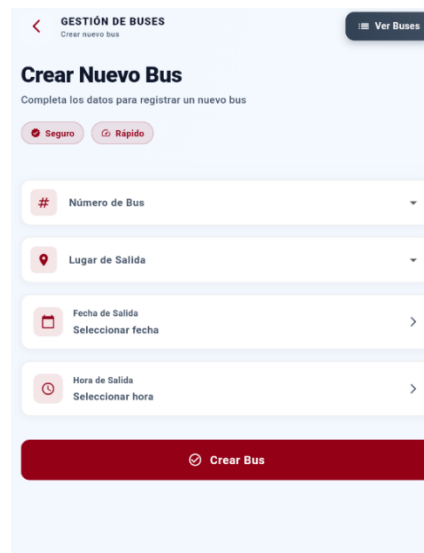 GESTIÓN DE BUSES
Crear nuevo bus
Ver Buses
Crear Nuevo Bus
Completa los datos para registrar un nuevo bus
Seguro
Rápido
# Número de Bus
Lugar de Salida
Fecha de Salida
Seleccionar fecha
Hora de Salida
Seleccionar hora
Crear Bus